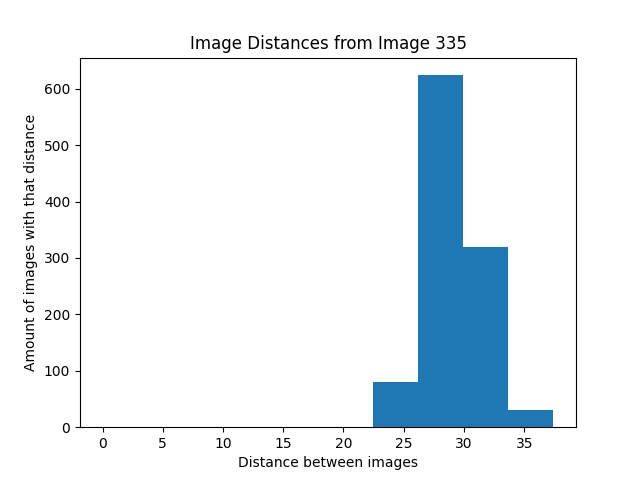 Image Distances from Image 335
Amount of images with that distance
600
500
400
300
200
100
0
0 5 10 15 20 25 30 35
Distance between images